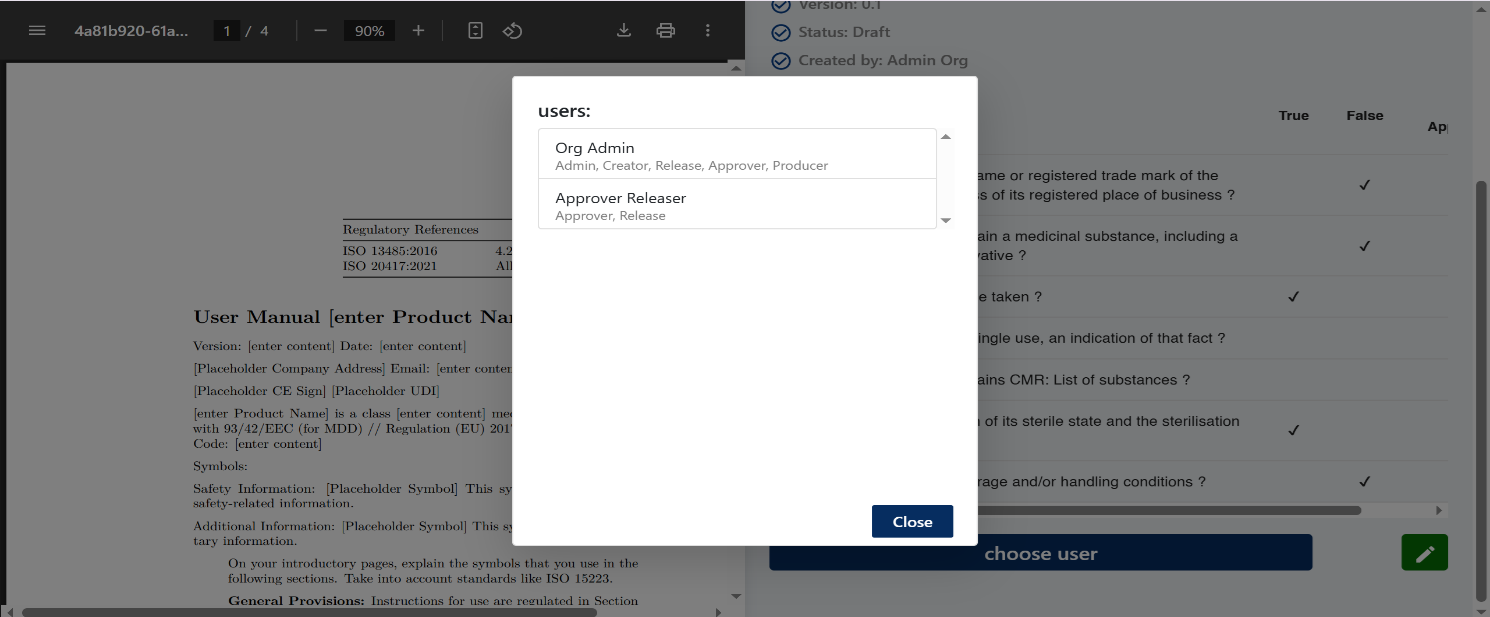 4a81b920-61a...
1 / 4
90%
Version: 0.1
Status: Draft
Created by: Admin Org
users:
Org Admin
Admin, Creator, Release, Approver, Producer
Approver Releaser
Approver, Release
Close
Regulatory References
ISO 13485:2016 4.2
ISO 20417:2021 All
User Manual [enter Product Na
Version: [enter content] Date: [enter content]
[Placeholder Company Address] Email: [enter conte
[Placeholder CE Sign] [Placeholder UDI]
[enter Product Name] is a class [enter content] me
with 93/42/EEC (for MDD) // Regulation (EU) 201
Code: [enter content]
Symbols:
Safety Information: [Placeholder Symbol] This sy
safety-related information.
Additional Information: [Placeholder Symbol] This sy
tary information.
On your introductory pages, explain the symbols that you use in the
following sections. Take into account standards like ISO 15223.
General Provisions: Instructions for use are regulated in Section
True False
Ap
ame or registered trade mark of the
s of its registered place of business ?
ain a medicinal substance, including a
vative ?
e taken ?
ingle use, an indication of that fact ?
ains CMR: List of substances ?
n of its sterile state and the sterilisation
rage and/or handling conditions ?
choose user